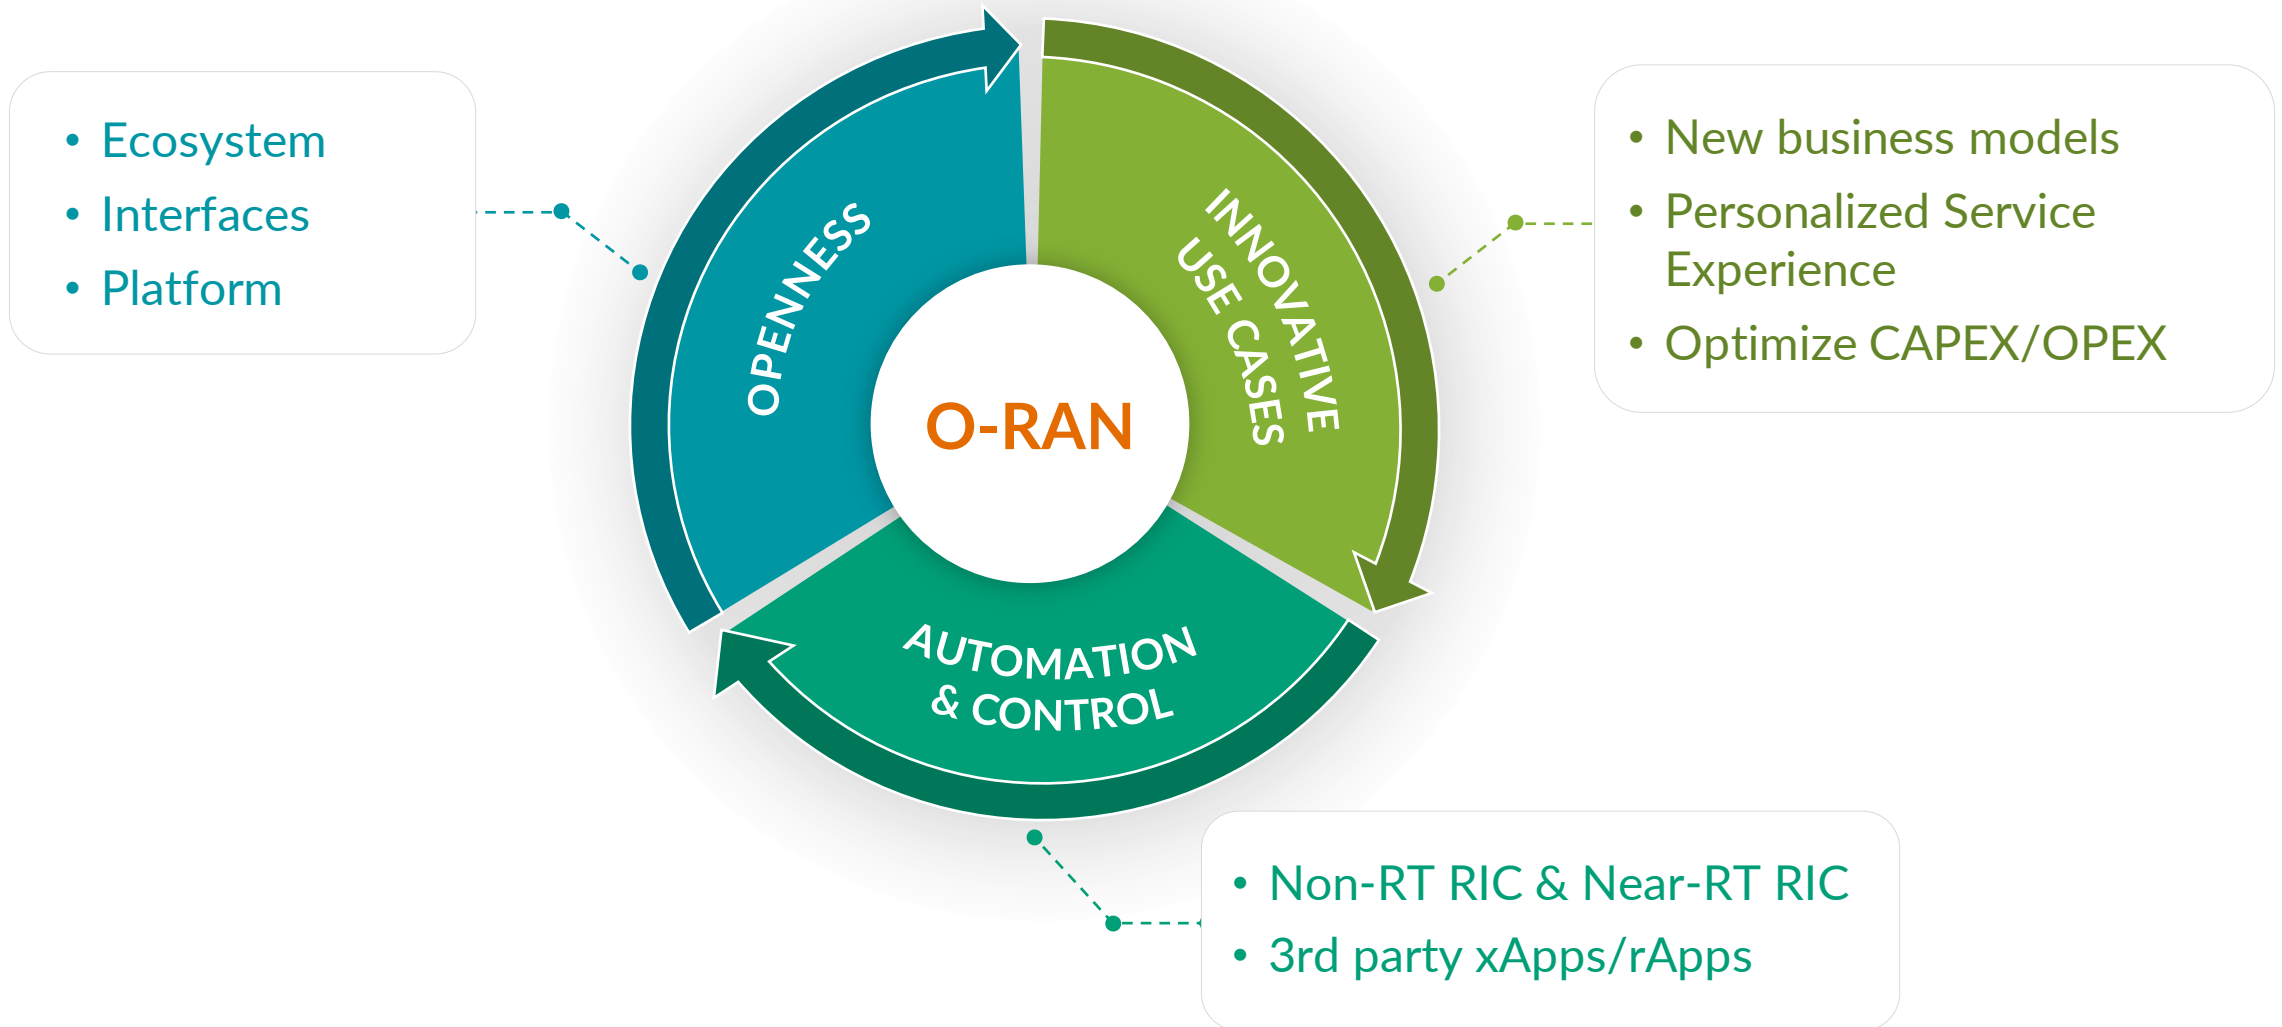 • Ecosystem
• Interfaces
• Platform
OPENNESS
INNOVATIVE
USE CASES
• New business models
• Personalized Service
Experience
• Optimize CAPEX/OPEX
O-RAN
AUTOMATION
& CONTROL
• Non-RT RIC & Near-RT RIC
• 3rd party xApps/rApps